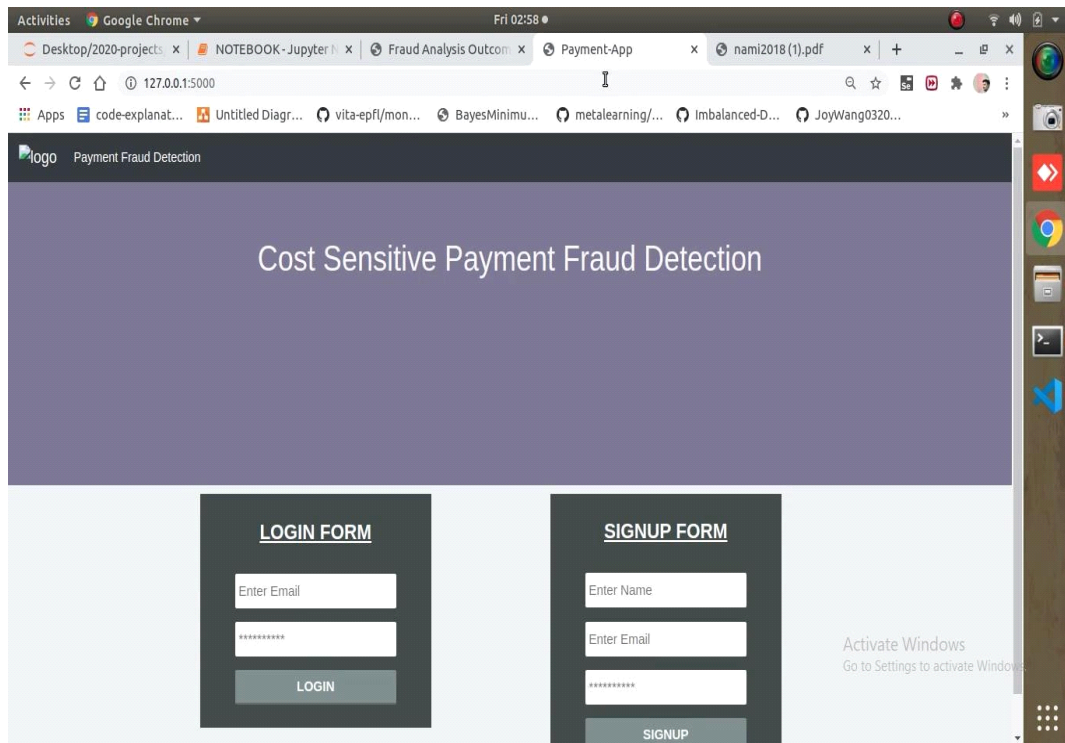 Activities Google Chrome Fri 02:58
Desktop/2020-projects NOTEBOOK - Jupyter N Fraud Analysis Outcom Payment-App nami2018 (1).pdf
127.0.0.1:5000
Apps code-explanat... Untitled Diagr... vita-epfl/mon... BayesMinimu... metalearning/... Imbalanced-D... JoyWang0320...
logo Payment Fraud Detection
Cost Sensitive Payment Fraud Detection
LOGIN FORM
Enter Email
**********
LOGIN
SIGNUP FORM
Enter Name
Enter Email
**********
SIGNUP
Activate Windows
Go to Settings to activate Windows